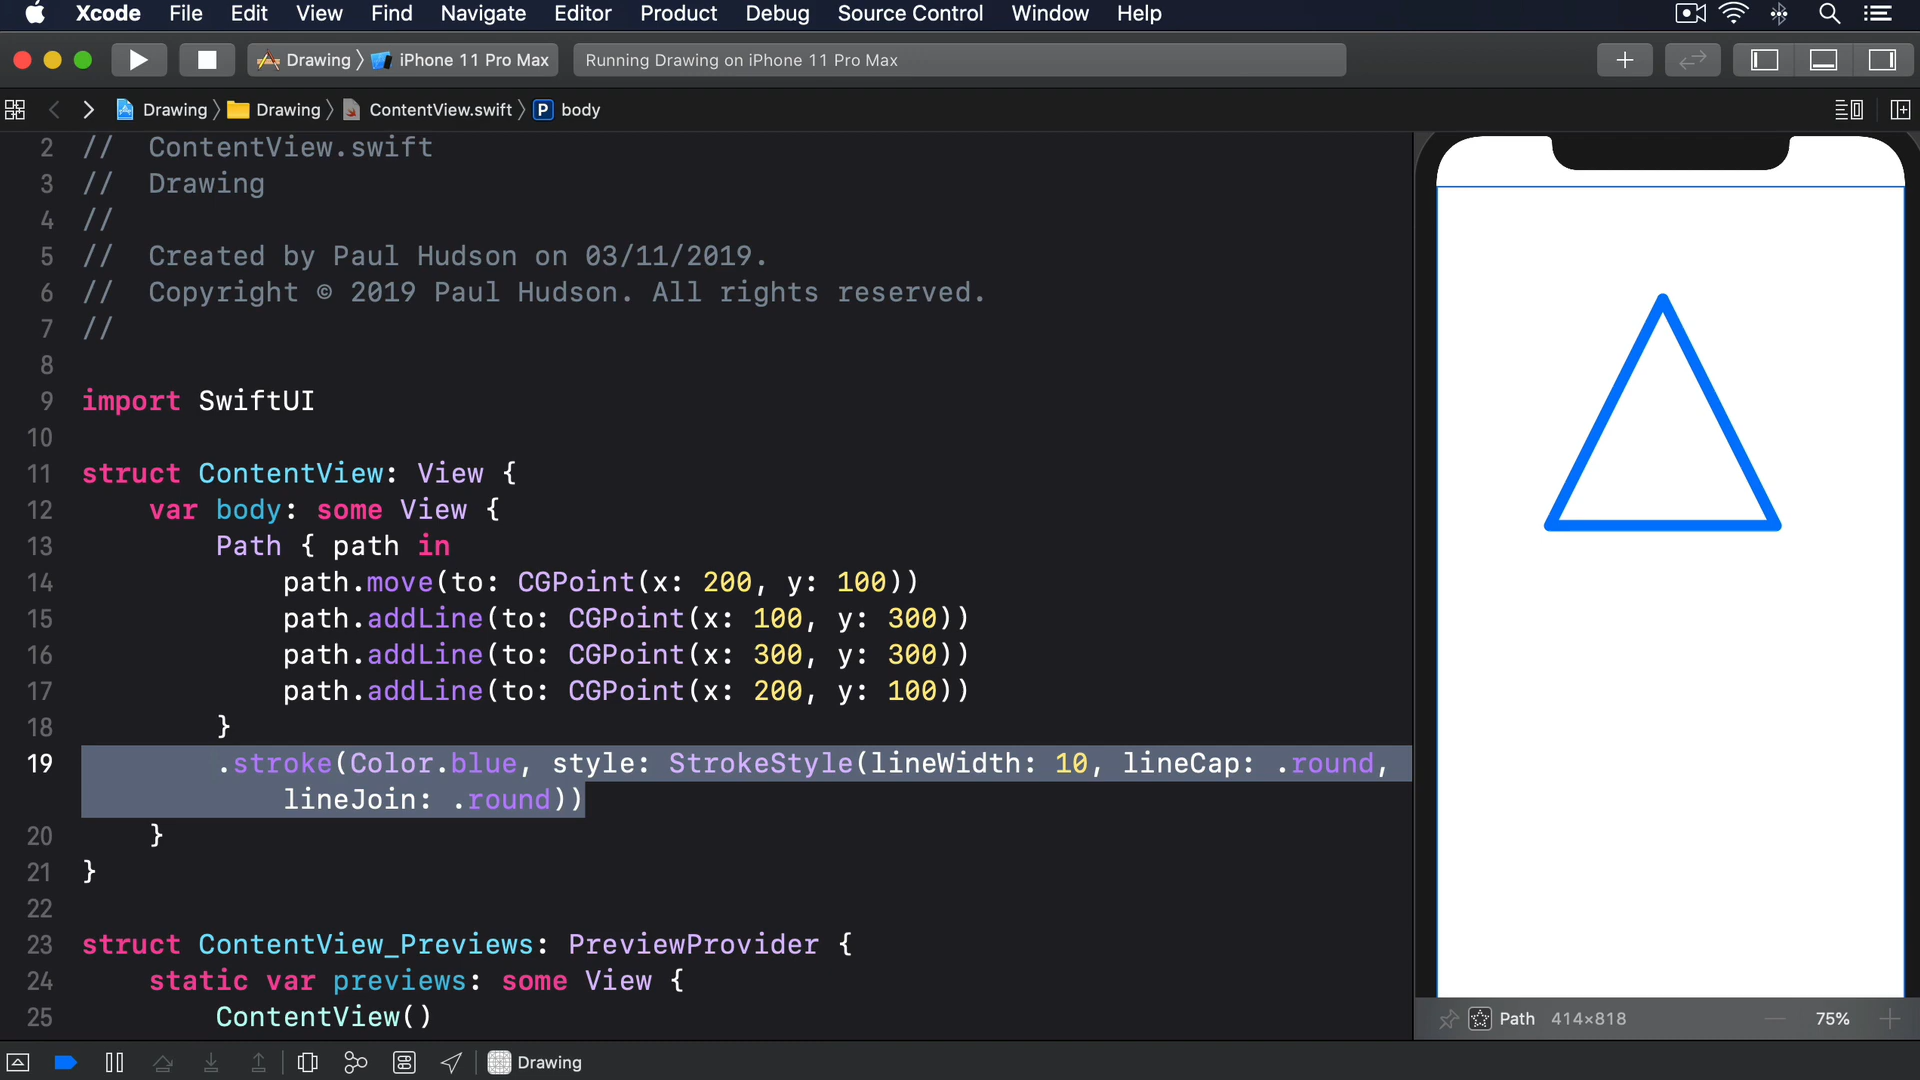 Xcode File Edit View Find Navigate Editor Product Debug Source Control Window Help
Drawing iPhone 11 Pro Max Running Drawing on iPhone 11 Pro Max
Drawing Drawing ContentView.swift P body
2 // ContentView.swift
3 // Drawing
4 //
5 // Created by Paul Hudson on 03/11/2019.
6 // Copyright © 2019 Paul Hudson. All rights reserved.
7 //
8
9 import SwiftUI
10
11 struct ContentView: View {
12 var body: some View {
13 Path { path in
14 path.move(to: CGPoint(x: 200, y: 100))
15 path.addLine(to: CGPoint(x: 100, y: 300))
16 path.addLine(to: CGPoint(x: 300, y: 300))
17 path.addLine(to: CGPoint(x: 200, y: 100))
18 }
19 .stroke(Color.blue, style: StrokeStyle(lineWidth: 10, lineCap: .round,
lineJoin: .round))
20 }
21 }
22
23 struct ContentView_Previews: PreviewProvider {
24 static var previews: some View {
25 ContentView()
Path 414×818 75%
Drawing